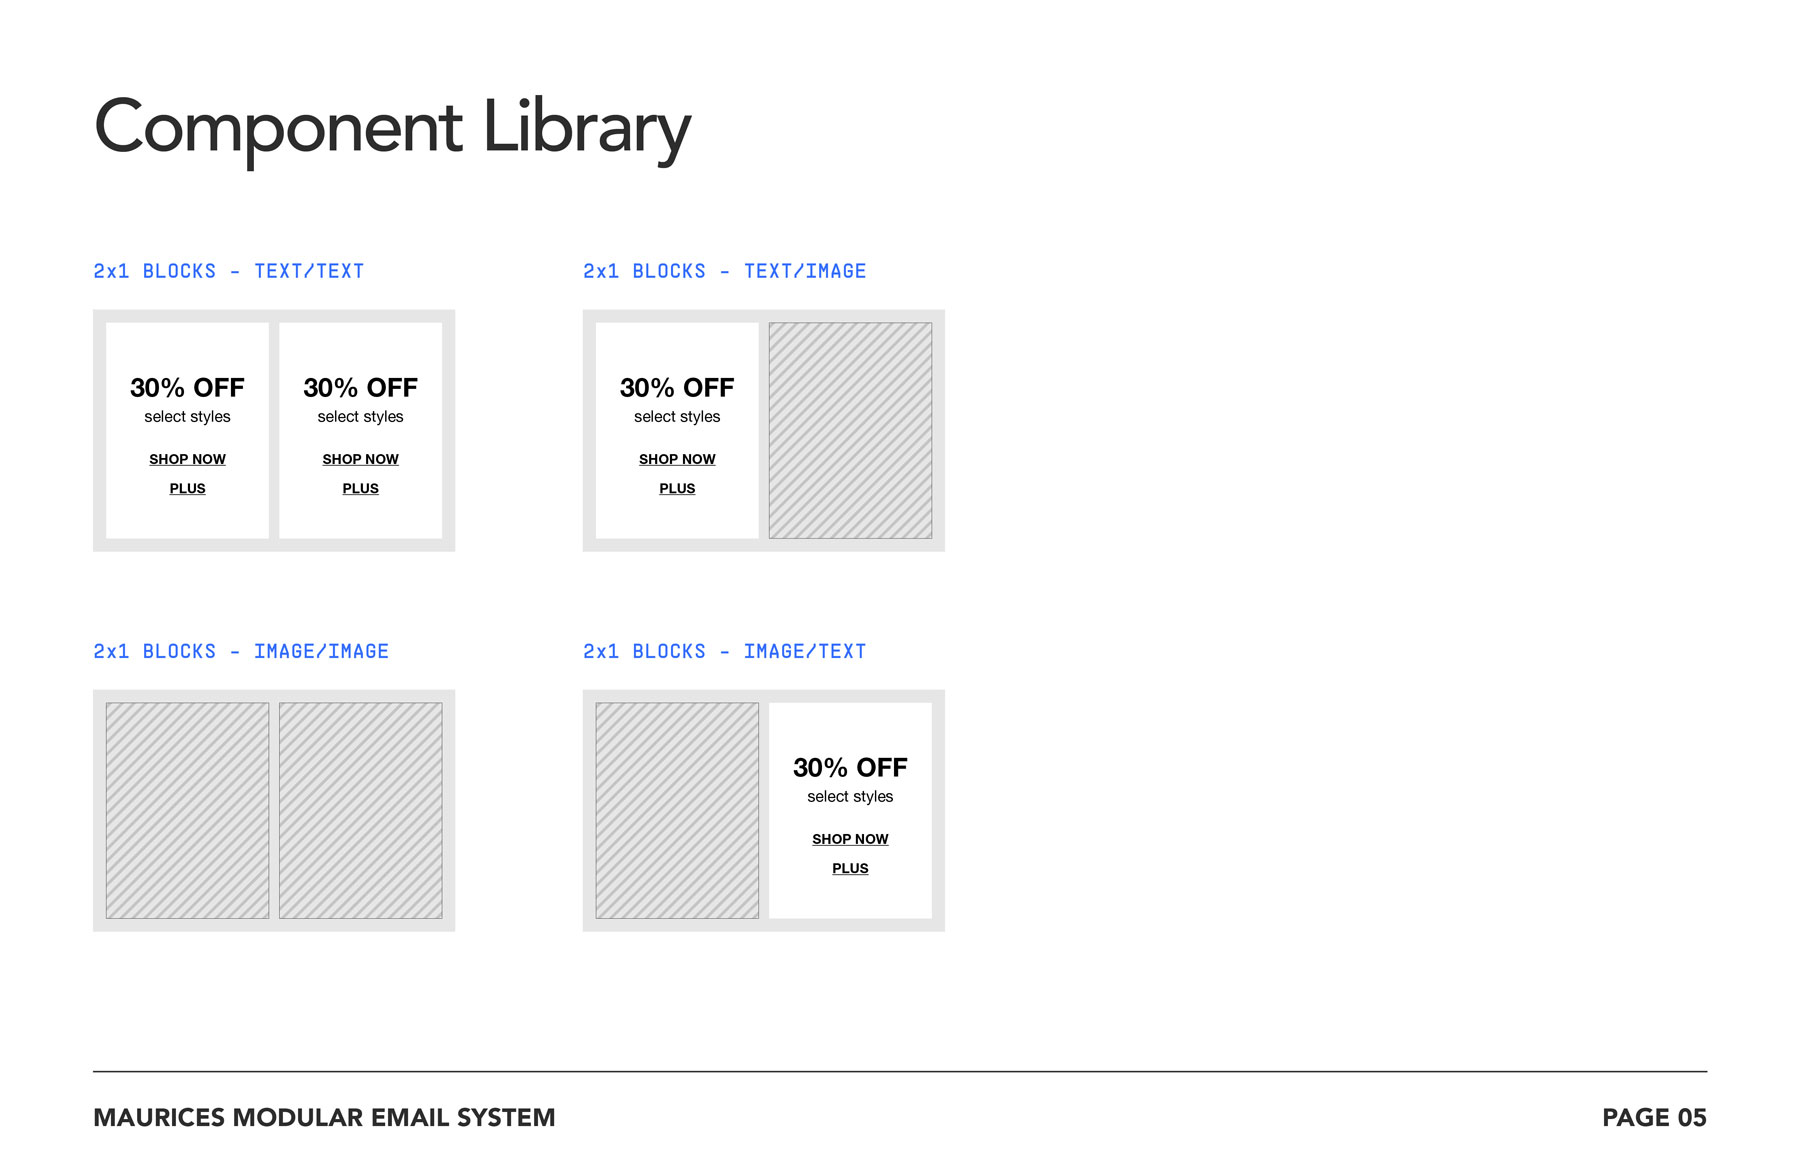 Component Library
2x1 BLOCKS - TEXT/TEXT
30% OFF
select styles
SHOP NOW
PLUS
30% OFF
select styles
SHOP NOW
PLUS
2x1 BLOCKS - TEXT/IMAGE
30% OFF
select styles
SHOP NOW
PLUS
2x1 BLOCKS - IMAGE/IMAGE
2x1 BLOCKS - IMAGE/TEXT
30% OFF
select styles
SHOP NOW
PLUS
MAURICES MODULAR EMAIL SYSTEM
PAGE 05